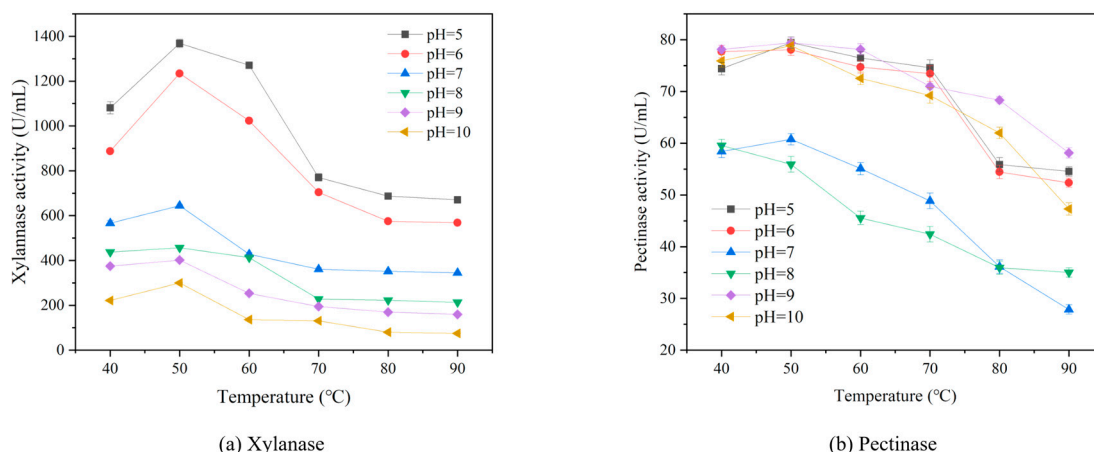 1400
1200
1000
800
600
400
200
0
Xylannase activity (U/mL)
pH=5
pH=6
pH=7
pH=8
pH=9
pH=10
40 50 60 70 80 90
Temperature (℃)
(a) Xylanase
80
70
60
50
40
30
20
Pectinase activity (U/mL)
pH=5
pH=6
pH=7
pH=8
pH=9
pH=10
40 50 60 70 80 90
Temperature (℃)
(b) Pectinase